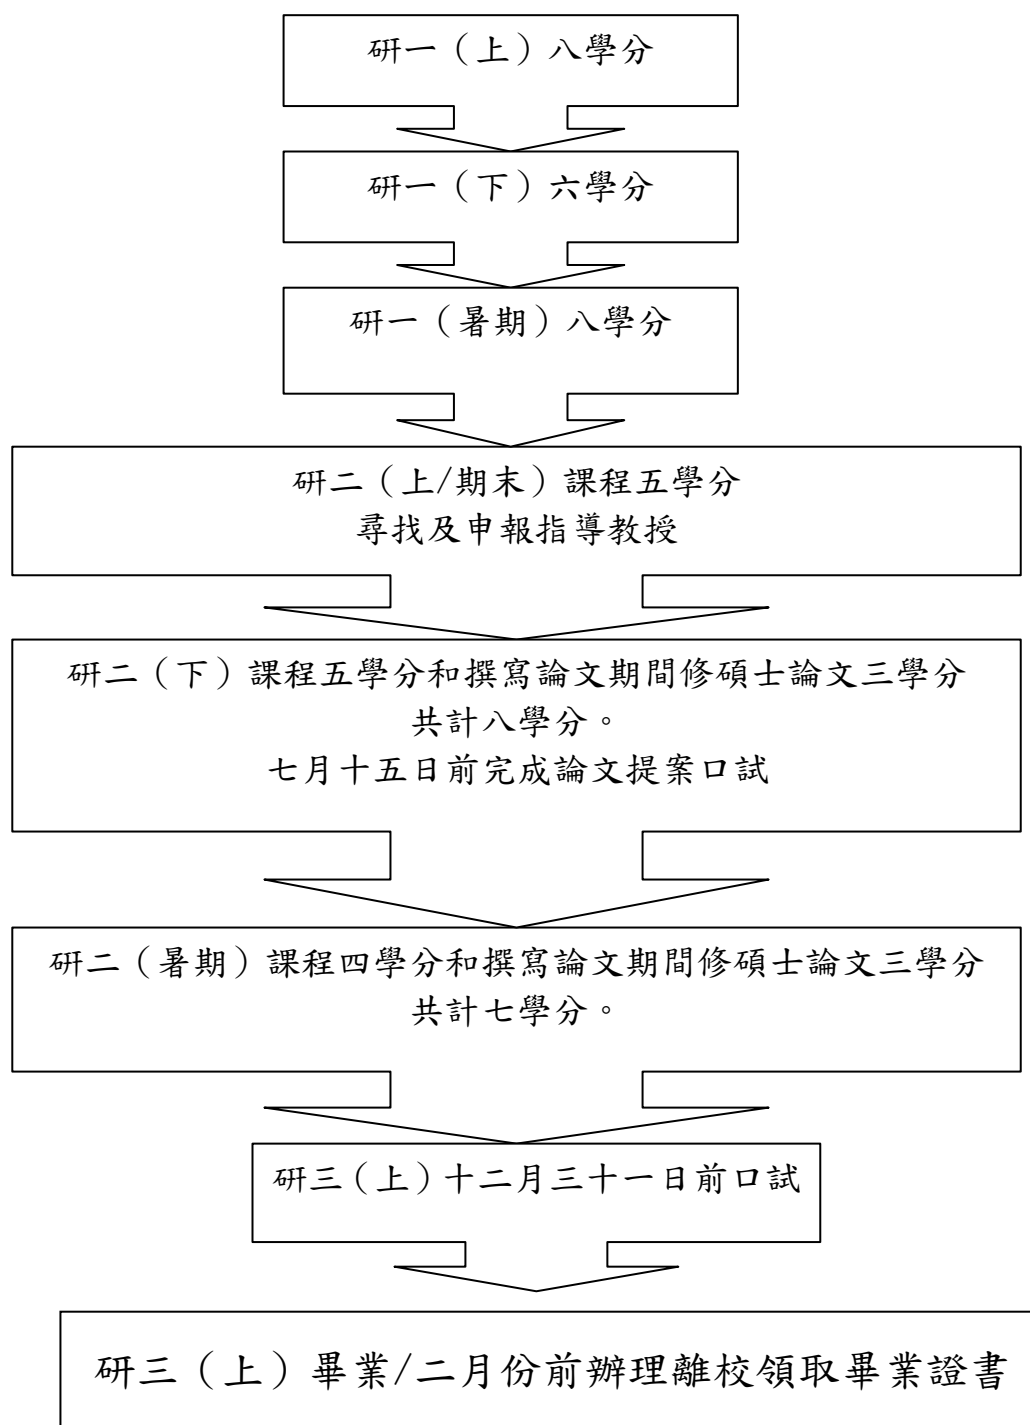 研一（上）八學分
研一（下）六學分
研一（暑期）八學分
研二（上/期末）課程五學分
尋找及申報指導教授
研二（下）課程五學分和撰寫論文期間修碩士論文三學分
共計八學分。
七月十五日前完成論文提案口試
研二（暑期）課程四學分和撰寫論文期間修碩士論文三學分
共計七學分。
研三（上）十二月三十一日前口試
研三（上）畢業/二月份前辦理離校領取畢業證書